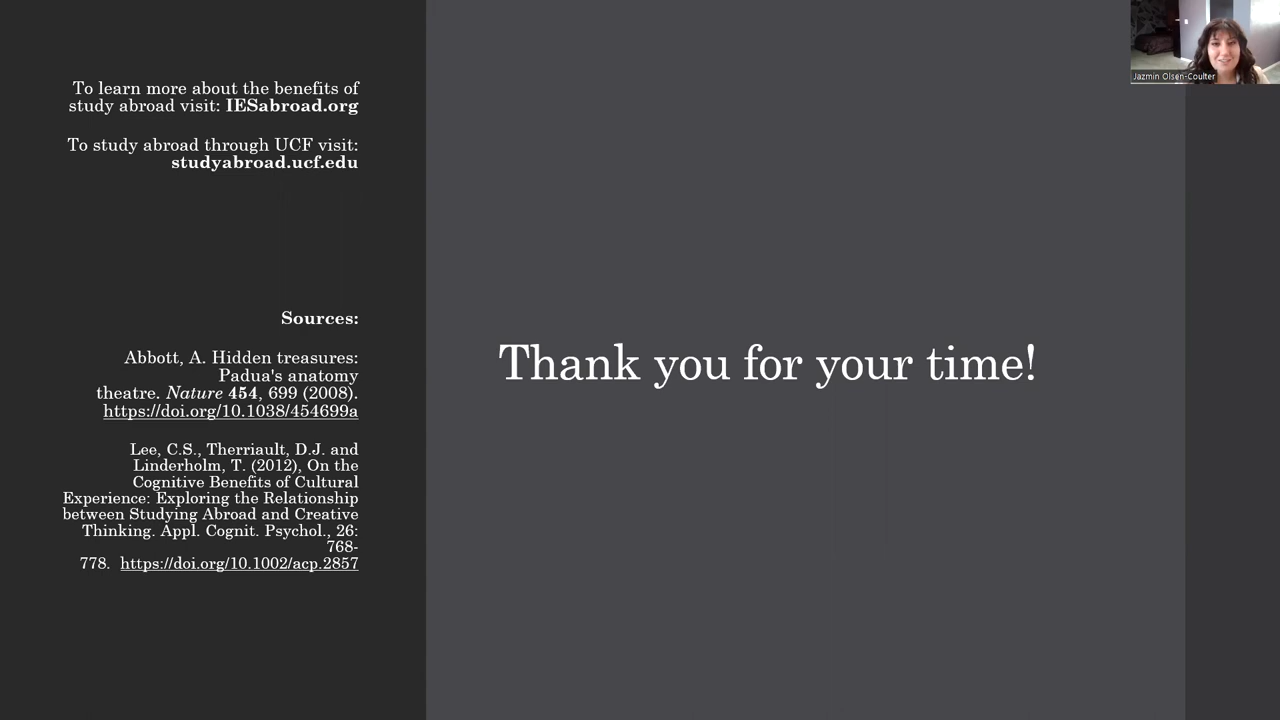 To learn more about the benefits of
study abroad visit: IESabroad.org
To study abroad through UCF visit:
studyabroad.ucf.edu
Sources:
Abbott, A. Hidden treasures:
Padua's anatomy
theatre. Nature 454, 699 (2008).
https://doi.org/10.1038/454699a
Lee, C.S., Therriault, D.J. and
Linderholm, T. (2012), On the
Cognitive Benefits of Cultural
Experience: Exploring the Relationship
between Studying Abroad and Creative
Thinking. Appl. Cognit. Psychol., 26:
768-
778. https://doi.org/10.1002/acp.2857
Thank you for your time!
Jazmin Olsen-Coulter